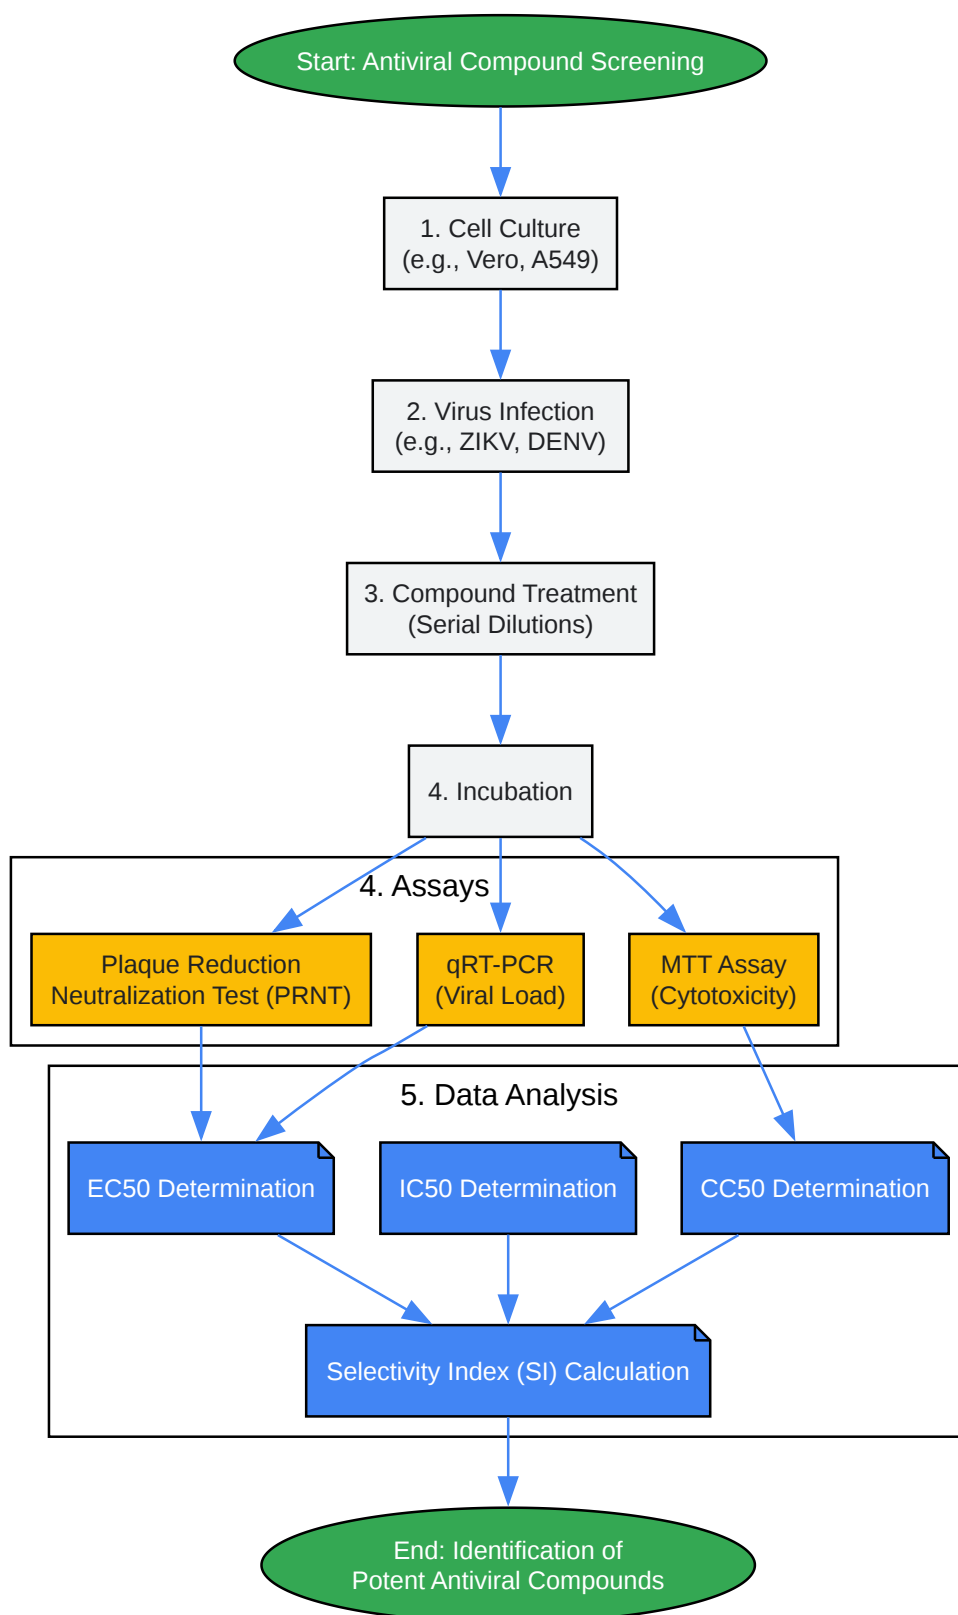 Start: Antiviral Compound Screening
1. Cell Culture
(e.g., Vero, A549)
2. Virus Infection
(e.g., ZIKV, DENV)
3. Compound Treatment
(Serial Dilutions)
4. Incubation
4. Assays
Plaque Reduction
Neutralization Test (PRNT)
qRT-PCR
(Viral Load)
MTT Assay
(Cytotoxicity)
5. Data Analysis
EC50 Determination
IC50 Determination
CC50 Determination
Selectivity Index (SI) Calculation
End: Identification of
Potent Antiviral Compounds